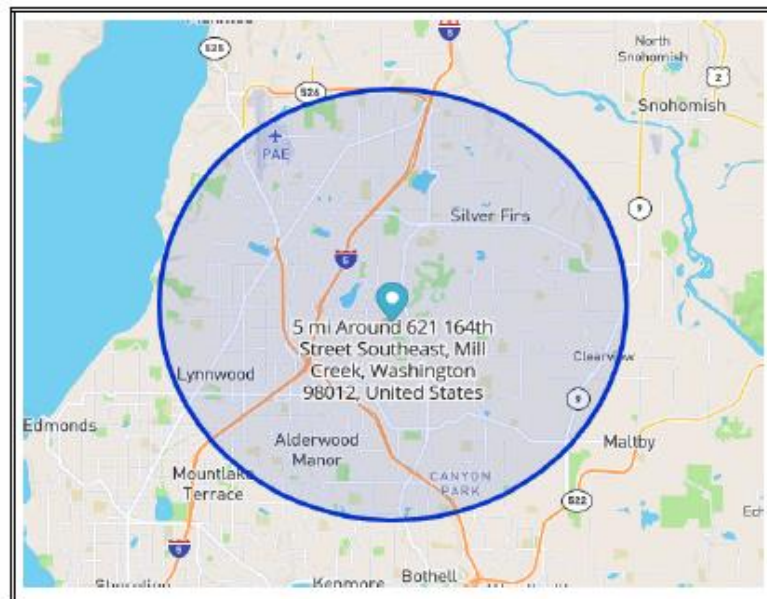 525
5
North
Snohomish
2
526
Snohomish
PAE
Silver Firs
9
5
5 mi Around 621 164th
Street Southeast, Mill
Creek, Washington
98012, United States
Clearview
Lynnwood
9
Edmonds
Alderwood
Manor
Maltby
Mountlake
Terrace
CANYON
PARK
522
5
Bothell
Kenmore
Shoreline